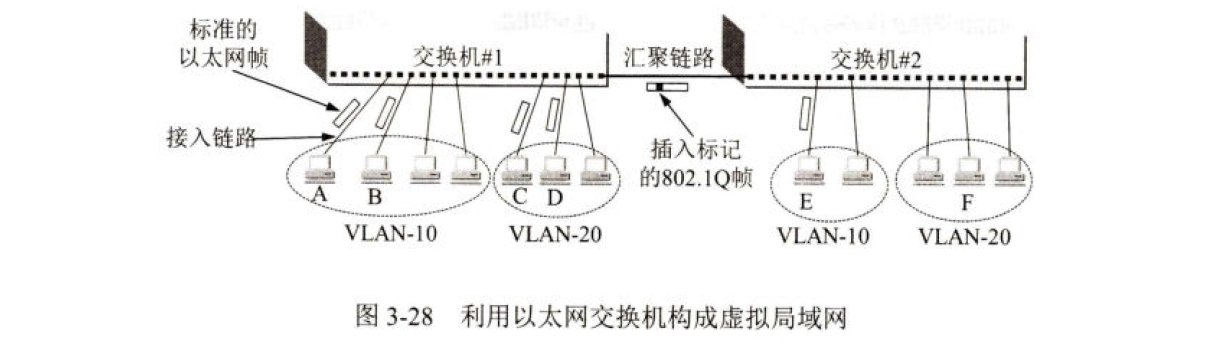 标准的
以太网帧
交换机#1
汇聚链路
交换机#2
接入链路
插入标记
的802.1Q帧
A
B
C
D
E
F
VLAN-10
VLAN-20
VLAN-10
VLAN-20
图 3-28 利用以太网交换机构成虚拟局域网